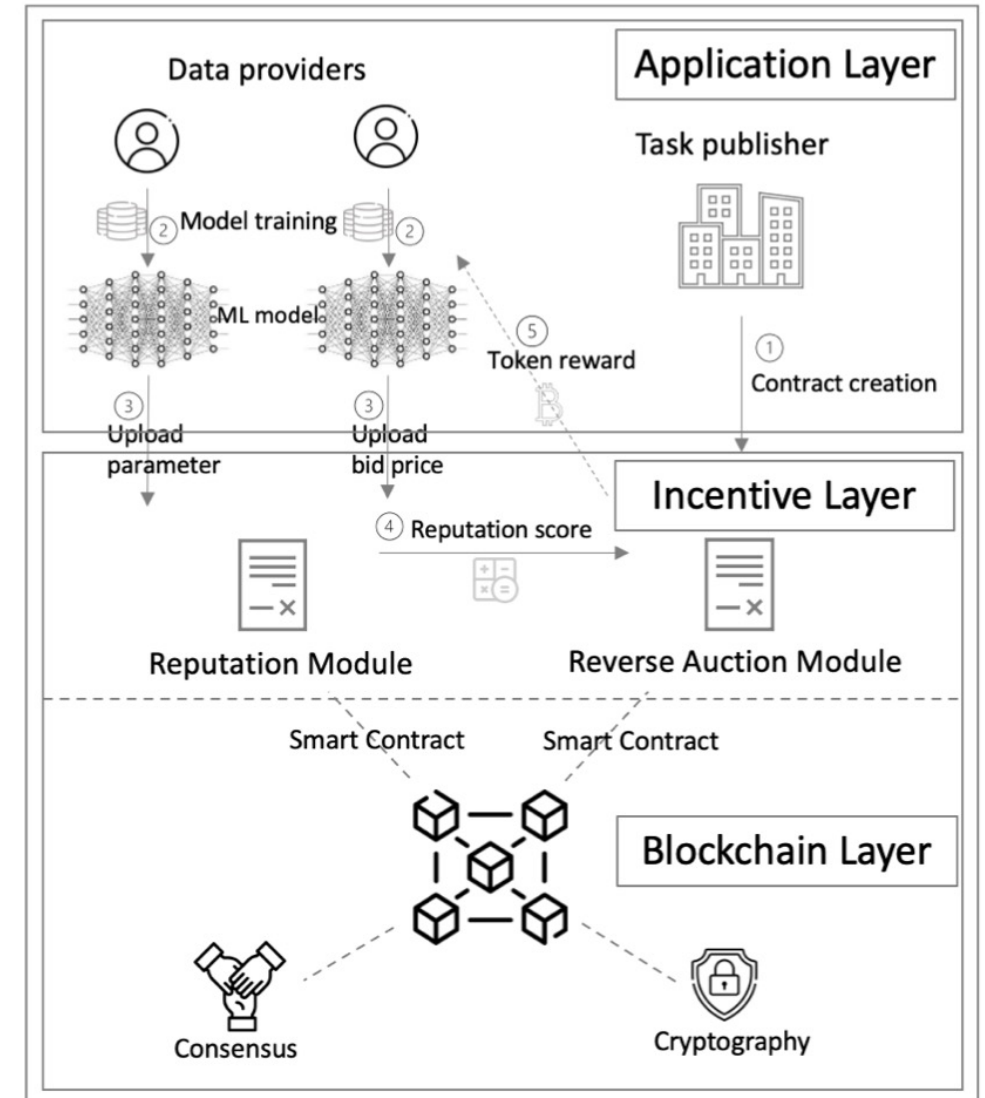 Data providers
Application Layer
Task publisher
2 Model training 2
ML model
5
Token reward
1
Contract creation
3
Upload
parameter
3
Upload
bid price
Incentive Layer
4 Reputation score
Reputation Module
Reverse Auction Module
Smart Contract
Smart Contract
Blockchain Layer
Consensus
Cryptography